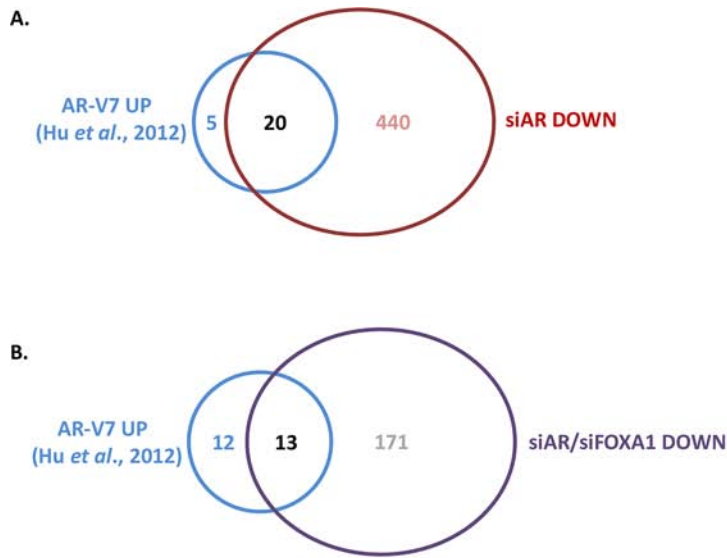 A.
AR-V7 UP
(Hu et al., 2012)
5
20
440
siAR DOWN
B.
AR-V7 UP
(Hu et al., 2012)
12
13
171
siAR/siFOXA1 DOWN